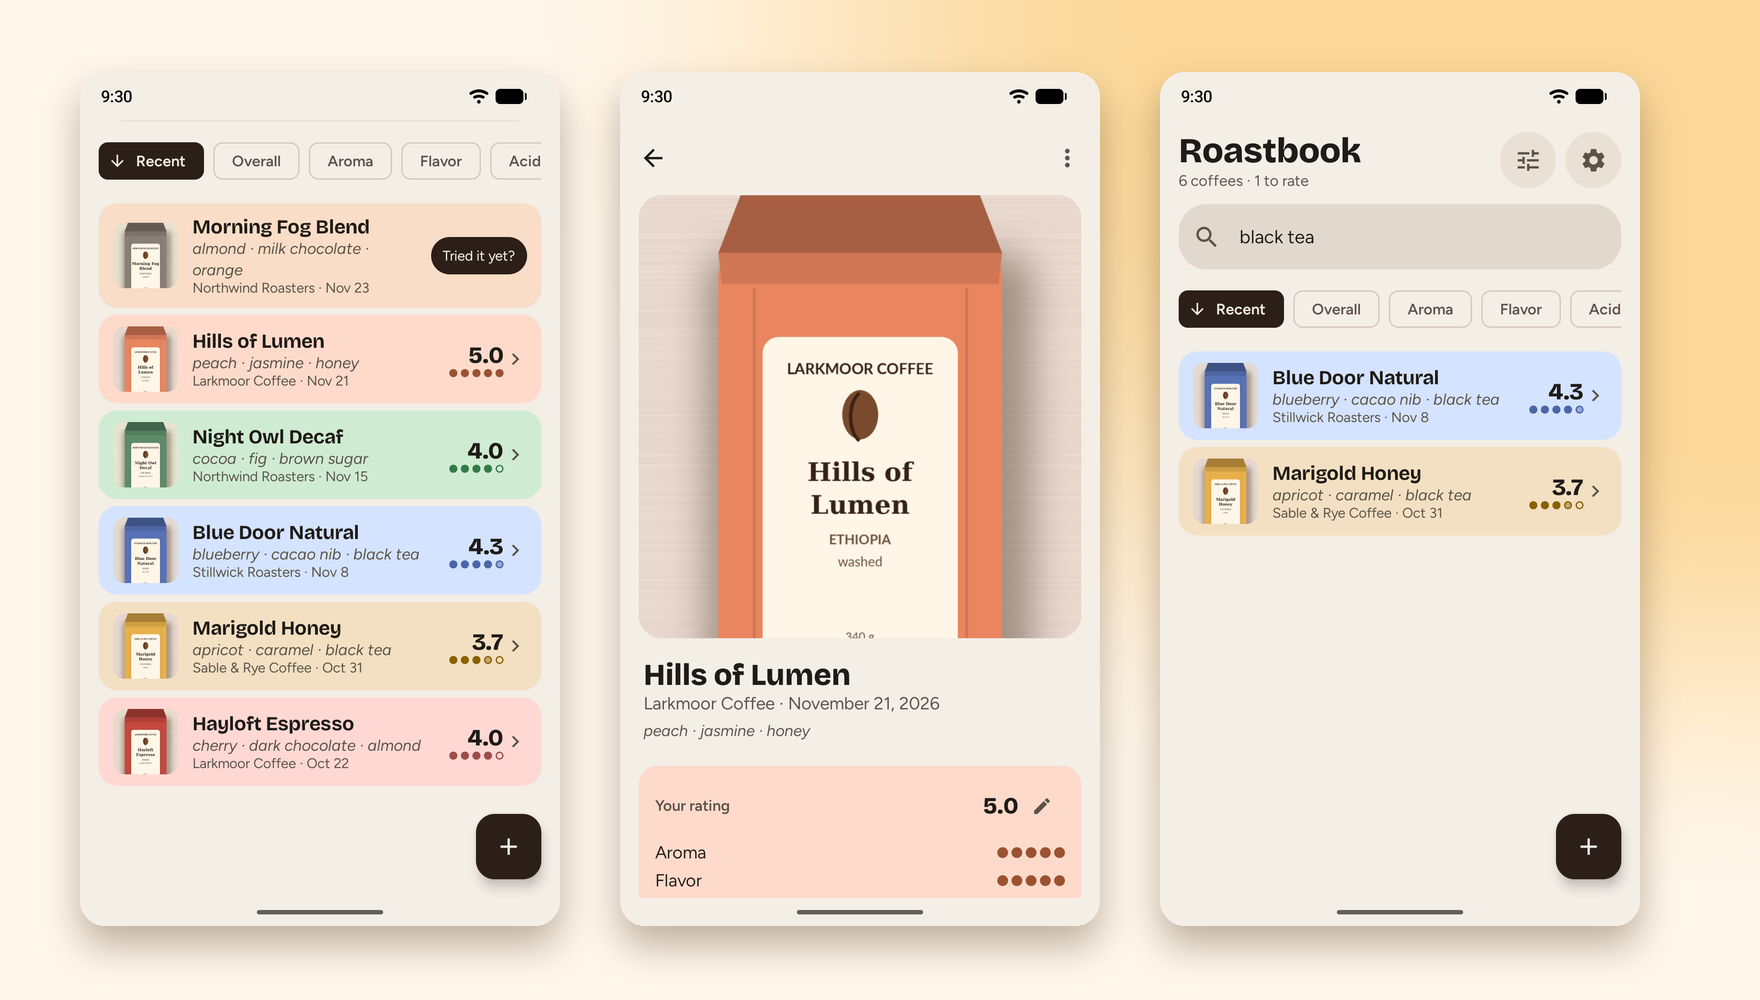 9:30
Recent
Overall
Aroma
Flavor
Acid
Morning Fog Blend
almond · milk chocolate ·
orange
Northwind Roasters · Nov 23
Tried it yet?
Hills of Lumen
peach · jasmine · honey
Larkmoor Coffee · Nov 21
5.0
Night Owl Decaf
cocoa · fig · brown sugar
Northwind Roasters · Nov 15
4.0
Blue Door Natural
blueberry · cacao nib · black tea
Stillwick Roasters · Nov 8
4.3
Marigold Honey
apricot · caramel · black tea
Sable & Rye Coffee · Oct 31
3.7
Hayloft Espresso
cherry · dark chocolate · almond
Larkmoor Coffee · Oct 22
4.0
9:30
LARKMOOR COFFEE
Hills of
Lumen
ETHIOPIA
washed
340 g
Hills of Lumen
Larkmoor Coffee · November 21, 2026
peach · jasmine · honey
Your rating
5.0
Aroma
Flavor
9:30
Roastbook
6 coffees · 1 to rate
black tea
Recent
Overall
Aroma
Flavor
Acid
Blue Door Natural
blueberry · cacao nib · black tea
Stillwick Roasters · Nov 8
4.3
Marigold Honey
apricot · caramel · black tea
Sable & Rye Coffee · Oct 31
3.7